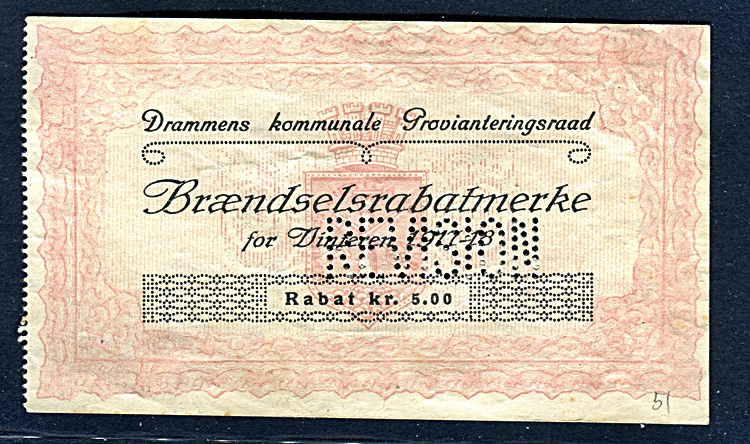 Drammens kommunale Provianteringsraad
Brændselsrabatmerke
for Vinteren 1917-18
REVISION
Rabat kr. 5.00
51